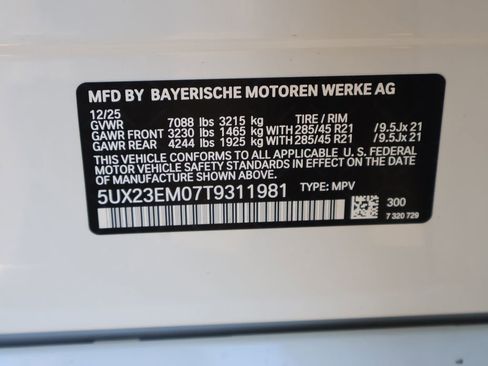 MFD BY BAYERISCHE MOTOREN WERKE AG
12/25
GVWR 7088 lbs 3215 kg TIRE / RIM
GAWR FRONT 3230 lbs 1465 kg WITH 285/45 R21 /9.5Jx 21
GAWR REAR 4244 lbs 1925 kg WITH 285/45 R21 /9.5Jx 21
THIS VEHICLE CONFORMS TO ALL APPLICABLE U. S. FEDERAL
MOTOR VEHICLE SAFETY STANDARDS IN EFFECT ON THE DATE
OF MANUFACTURE SHOWN ABOVE.
5UX23EM07T9311981 TYPE: MPV
300
7 320 729